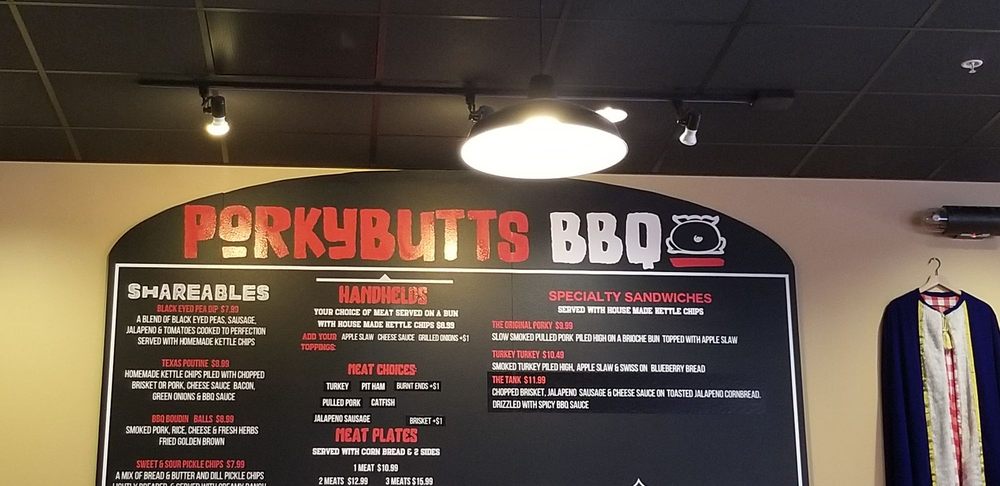 PORKYBUTTS BBQ
SHAREABLES
BLACK EYED PEA DIP $7.99
A BLEND OF BLACK EYED PEAS, SAUSAGE,
JALAPENO & TOMATOES COOKED TO PERFECTION
SERVED WITH HOMEMADE KETTLE CHIPS
TEXAS POUTINE $9.99
HOMEMADE KETTLE CHIPS PILED WITH CHOPPED
BRISKET OR PORK, CHEESE SAUCE BACON,
GREEN ONIONS & BBQ SAUCE
BBQ BOUDIN BALLS $8.99
SMOKED PORK, RICE, CHEESE & FRESH HERBS
FRIED GOLDEN BROWN
SWEET & SOUR PICKLE CHIPS $7.99
A MIX OF BREAD & BUTTER AND DILL PICKLE CHIPS
LIGHTLY BREADED & SERVED WITH CREAMY RANCH
HANDHELDS
YOUR CHOICE OF MEAT SERVED ON A BUN
WITH HOUSE MADE KETTLE CHIPS $8.99
ADD YOUR TOPPINGS: APPLE SLAW CHEESE SAUCE GRILLED ONIONS +$1
MEAT CHOICES:
TURKEY PIT HAM BURNT ENDS +$1
PULLED PORK CATFISH
JALAPENO SAUSAGE BRISKET +$1
MEAT PLATES
SERVED WITH CORN BREAD & 2 SIDES
1 MEAT $10.99
2 MEATS $12.99 3 MEATS $15.99
SPECIALTY SANDWICHES
SERVED WITH HOUSE MADE KETTLE CHIPS
THE ORIGINAL PORKY $9.99
SLOW SMOKED PULLED PORK PILED HIGH ON A BRIOCHE BUN TOPPED WITH APPLE SLAW
TURKEY TURKEY $10.49
SMOKED TURKEY PILED HIGH, APPLE SLAW & SWISS ON BLUEBERRY BREAD
THE TANK $11.99
CHOPPED BRISKET, JALAPENO SAUSAGE & CHEESE SAUCE ON TOASTED JALAPENO CORNBREAD.
DRIZZLED WITH SPICY BBQ SAUCE